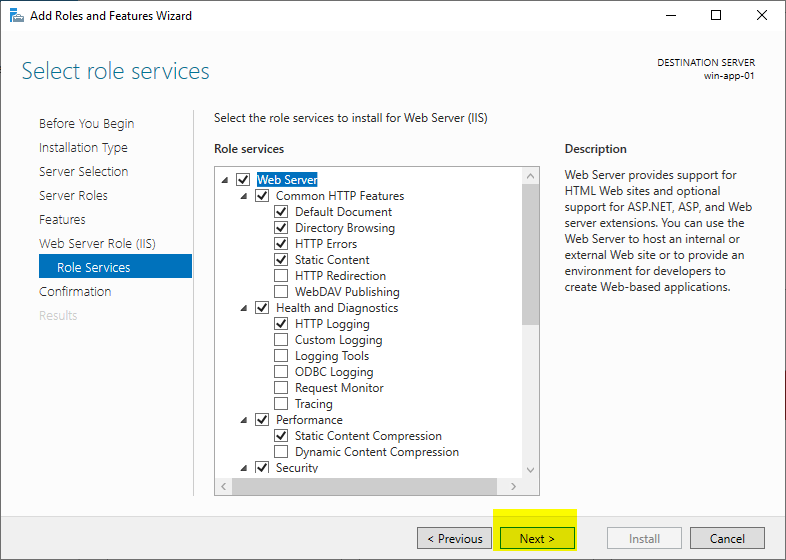 Add Roles and Features Wizard
Select role services
DESTINATION SERVER
win-app-01
Before You Begin
Installation Type
Server Selection
Server Roles
Features
Web Server Role (IIS)
Role Services
Confirmation
Results
Select the role services to install for Web Server (IIS)
Role services
Web Server
Common HTTP Features
Default Document
Directory Browsing
HTTP Errors
Static Content
HTTP Redirection
WebDAV Publishing
Health and Diagnostics
HTTP Logging
Custom Logging
Logging Tools
ODBC Logging
Request Monitor
Tracing
Performance
Static Content Compression
Dynamic Content Compression
Security
Description
Web Server provides support for
HTML Web sites and optional
support for ASP.NET, ASP, and Web
server extensions. You can use the
Web Server to host an internal or
external Web site or to provide an
environment for developers to
create Web-based applications.
< Previous
Next >
Install
Cancel